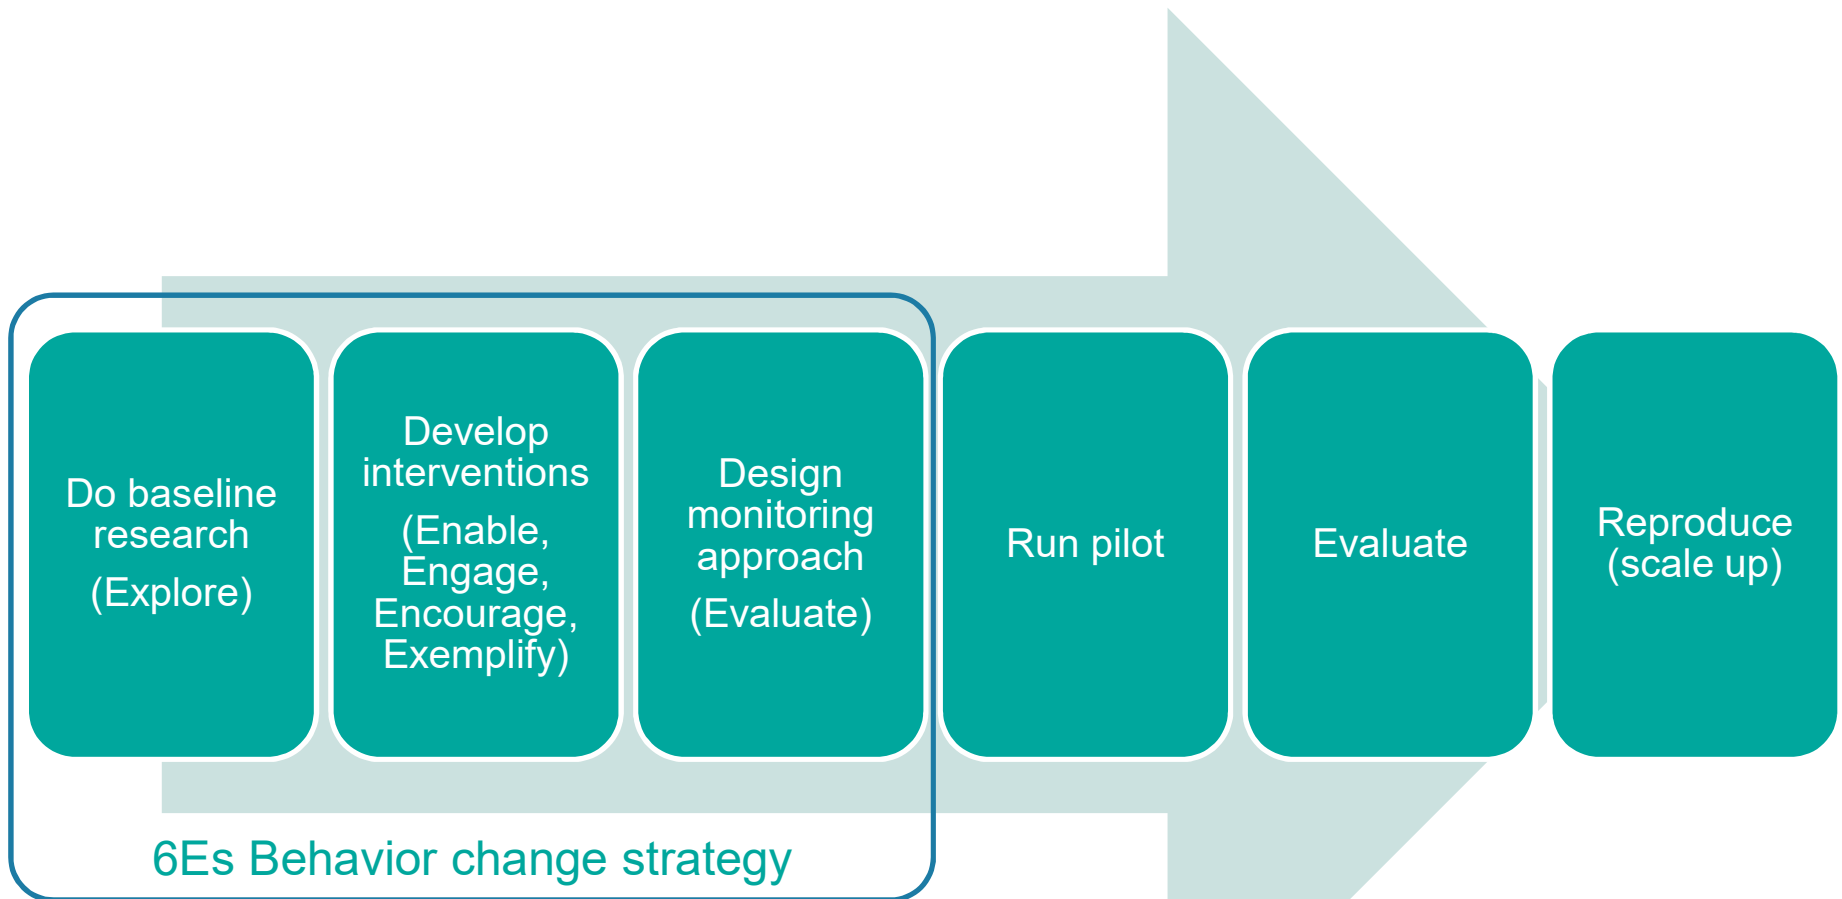 Do baseline
research
(Explore)
Develop
interventions
(Enable,
Engage,
Encourage,
Exemplify)
Design
monitoring
approach
(Evaluate)
Run pilot
Evaluate
Reproduce
(scale up)
6Es Behavior change strategy